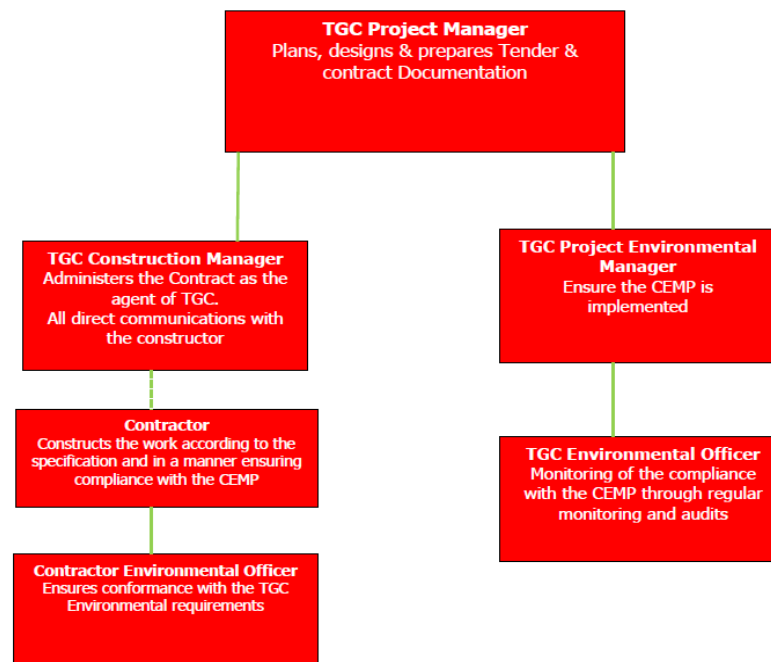 TGC Project Manager
Plans, designs & prepares Tender &
contract Documentation
TGC Construction Manager
Administers the Contract as the
agent of TGC.
All direct communications with
the constructor
TGC Project Environmental
Manager
Ensure the CEMP is
implemented
Contractor
Constructs the work according to the
specification and in a manner ensuring
compliance with the CEMP
TGC Environmental Officer
Monitoring of the compliance
with the CEMP through regular
monitoring and audits
Contractor Environmental Officer
Ensures conformance with the TGC
Environmental requirements